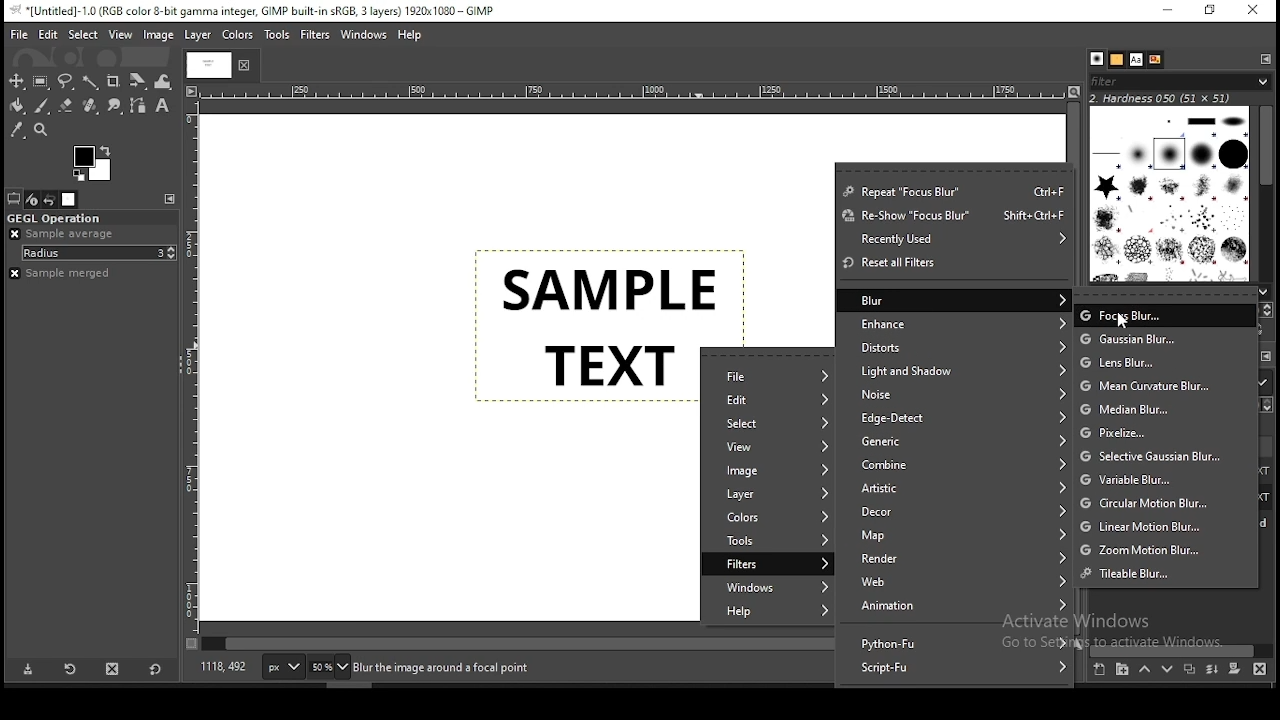 *[Untitled]-1.0 (RGB color 8-bit gamma integer, GIMP built-in sRGB, 3 layers) 1920x1080 – GIMP
File Edit Select View Image Layer Colors Tools Filters Windows Help
GEGL Operation
Sample average
Radius 3
Sample merged
250 500 750 1000 1250 1500 1750
0
250
500
750
1000
SAMPLE
TEXT
File
Edit
Select
View
Image
Layer
Colors
Tools
Filters
Windows
Help
Repeat "Focus Blur" Ctrl+F
Re-Show "Focus Blur" Shift+Ctrl+F
Recently Used
Reset all Filters
Blur
Enhance
Distorts
Light and Shadow
Noise
Edge-Detect
Generic
Combine
Artistic
Decor
Map
Render
Web
Animation
Python-Fu
Script-Fu
Focus Blur...
Gaussian Blur...
Lens Blur...
Mean Curvature Blur...
Median Blur...
Pixelize...
Selective Gaussian Blur...
Variable Blur...
Circular Motion Blur...
Linear Motion Blur...
Zoom Motion Blur...
Tileable Blur...
filter
2. Hardness 050 (51 × 51)
Activate Windows
Go to Settings to activate Windows.
1118, 492 px 50 % Blur the image around a focal point